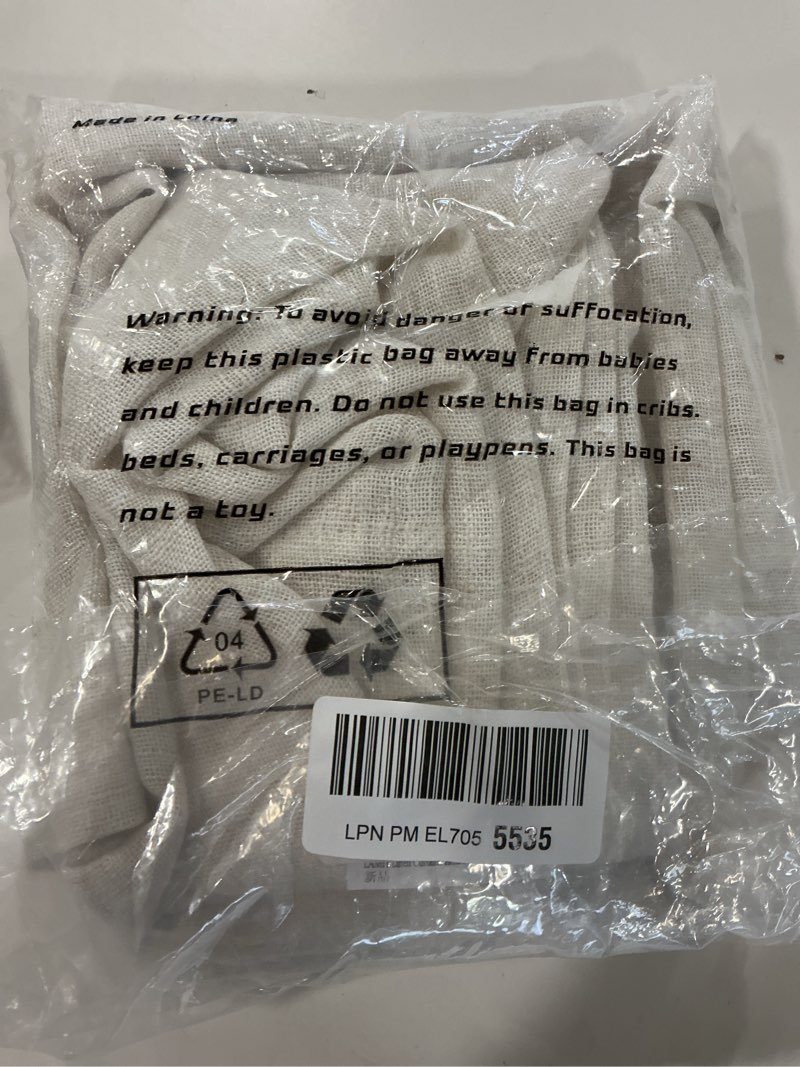 Made in China
Warning: To avoid danger of suffocation,
keep this plastic bag away from babies
and children. Do not use this bag in cribs.
beds, carriages, or playpens. This bag is
not a toy.
04
PE-LD
LPN PM EL705 5535